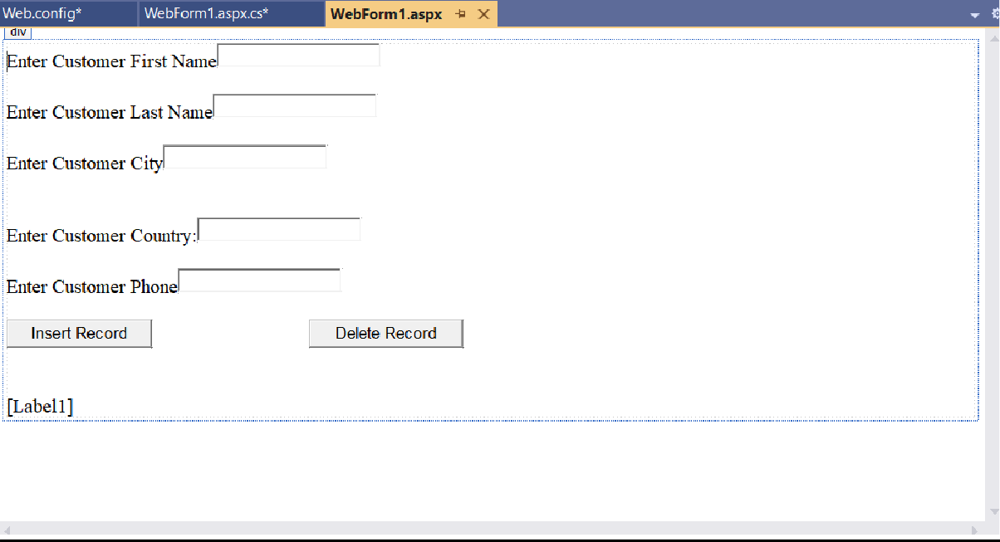 Web.config* WebForm1.aspx.cs* WebForm1.aspx
div
Enter Customer First Name
Enter Customer Last Name
Enter Customer City
Enter Customer Country:
Enter Customer Phone
Insert Record Delete Record
[Label1]